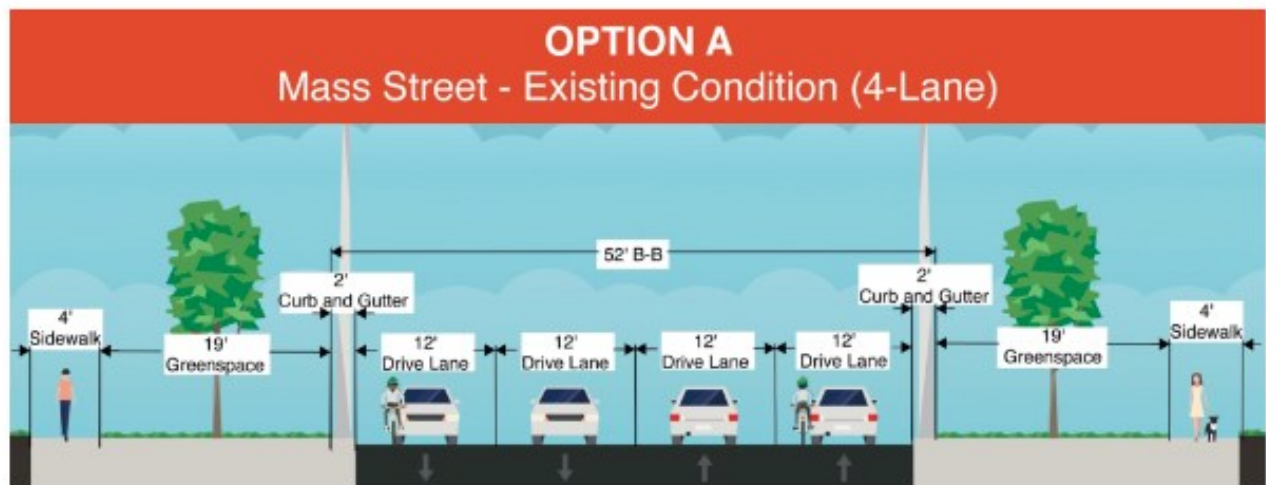 OPTION A
Mass Street - Existing Condition (4-Lane)
52' B-B
2'
Curb and Gutter
2'
Curb and Gutter
4'
Sidewalk
19'
Greenspace
12'
Drive Lane
12'
Drive Lane
12'
Drive Lane
12'
Drive Lane
19'
Greenspace
4'
Sidewalk